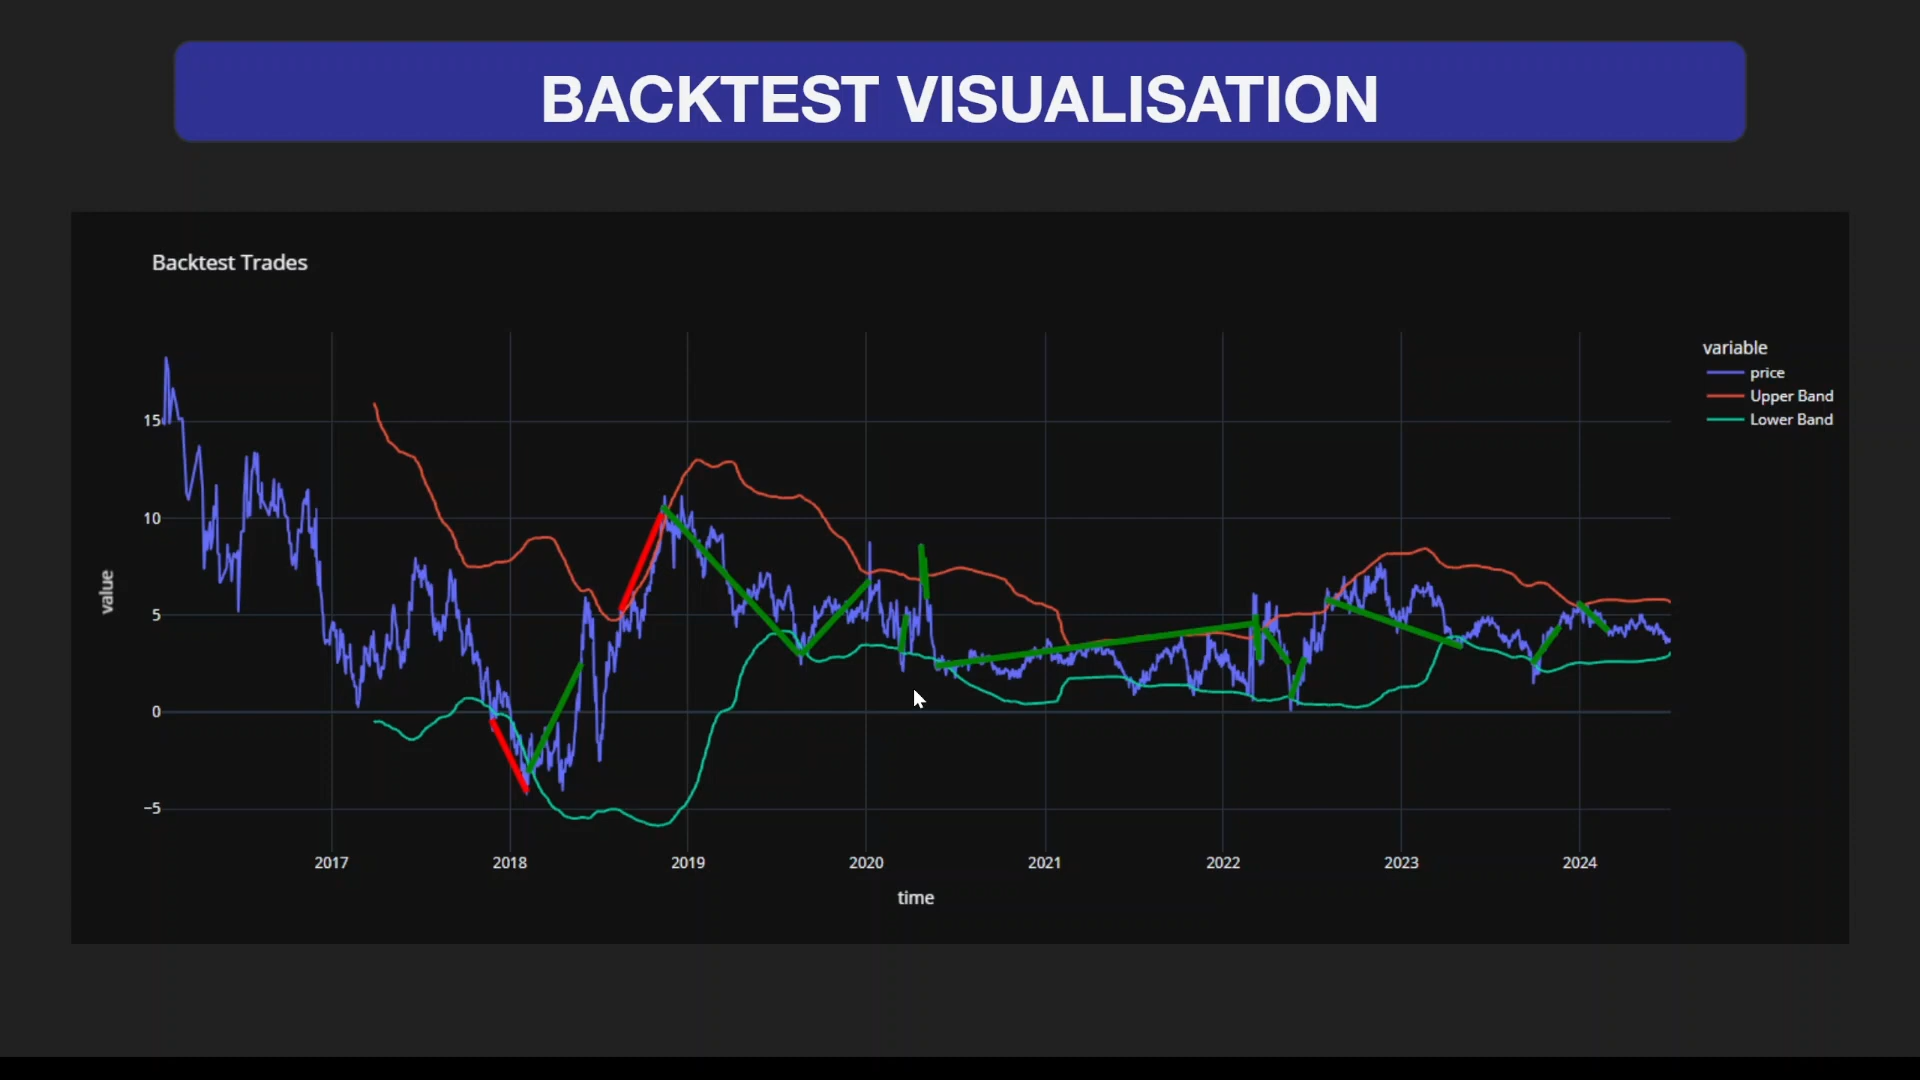 BACKTEST VISUALISATION
Backtest Trades
variable
price
Upper Band
Lower Band
15
10
5
0
−5
value
2017 2018 2019 2020 2021 2022 2023 2024
time